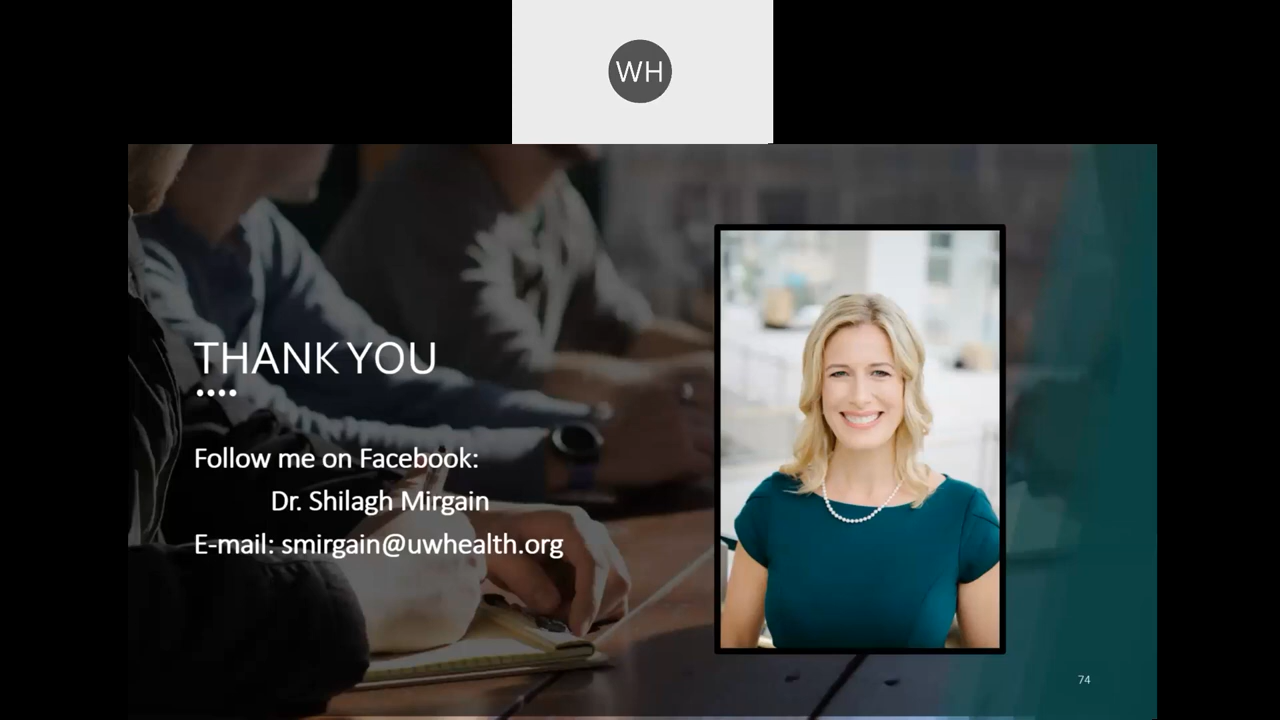 WH
THANK YOU
Follow me on Facebook:
Dr. Shilagh Mirgain
E-mail: smirgain@uwhealth.org
74